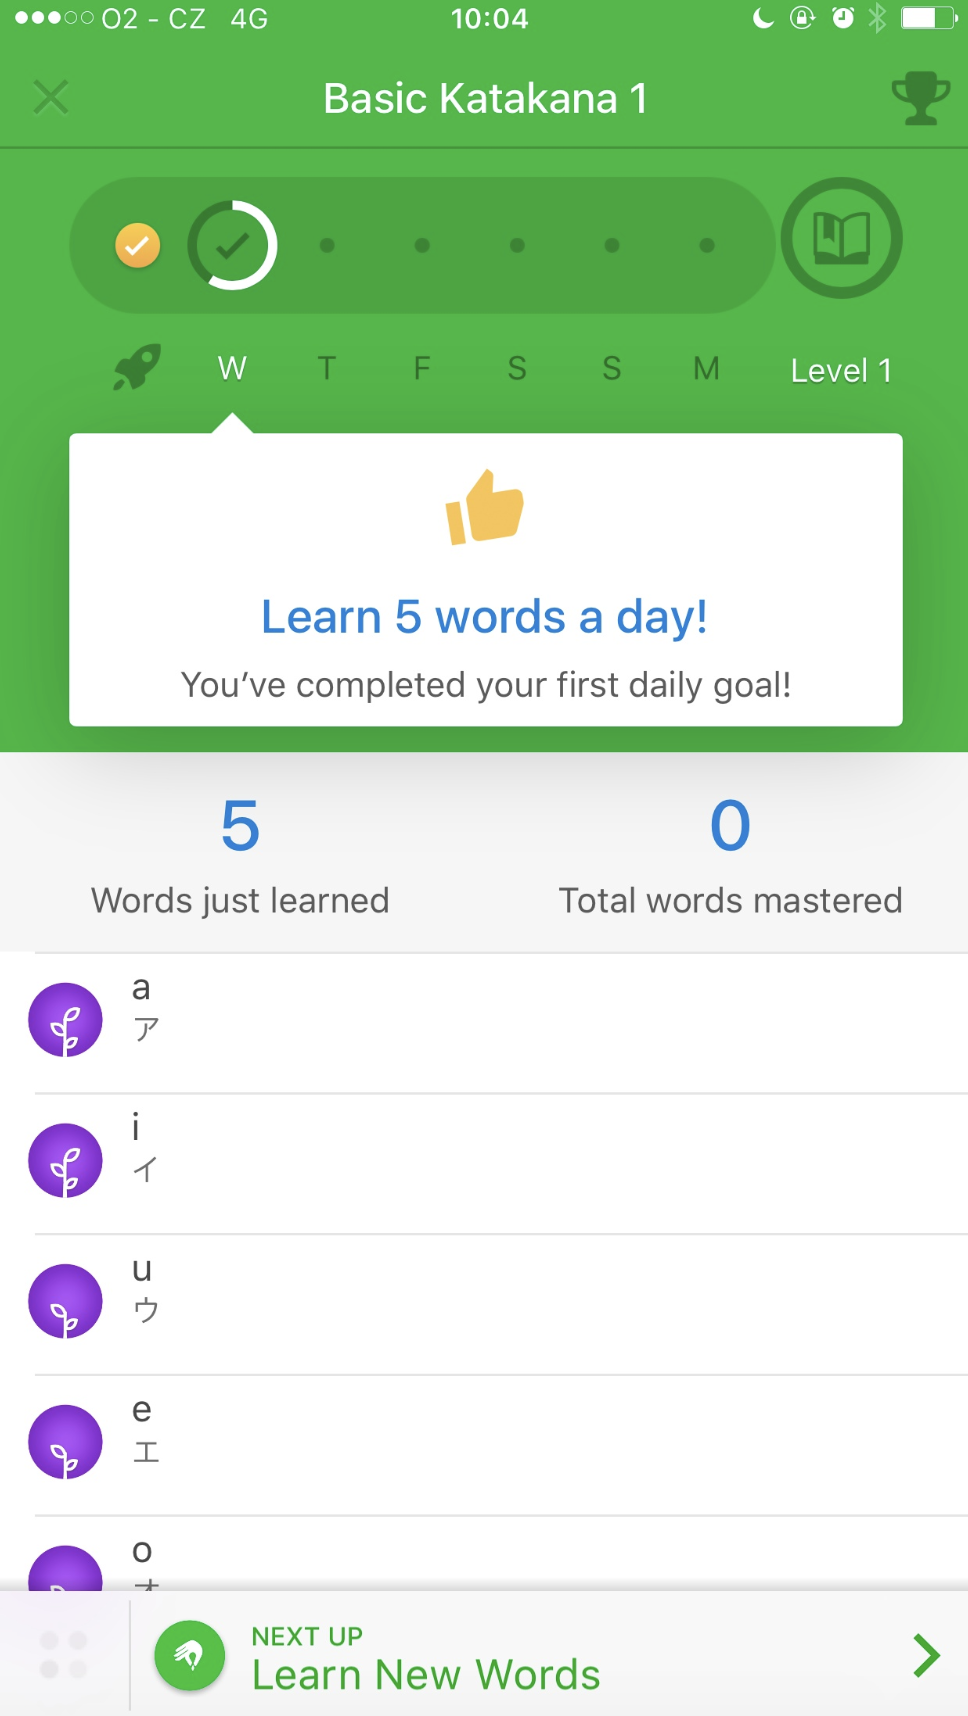 O2 - CZ 4G 10:04
Basic Katakana 1
W T F S S M Level 1
Learn 5 words a day!
You've completed your first daily goal!
5 0
Words just learned Total words mastered
a
ア
i
イ
u
ウ
e
エ
o
NEXT UP
Learn New Words